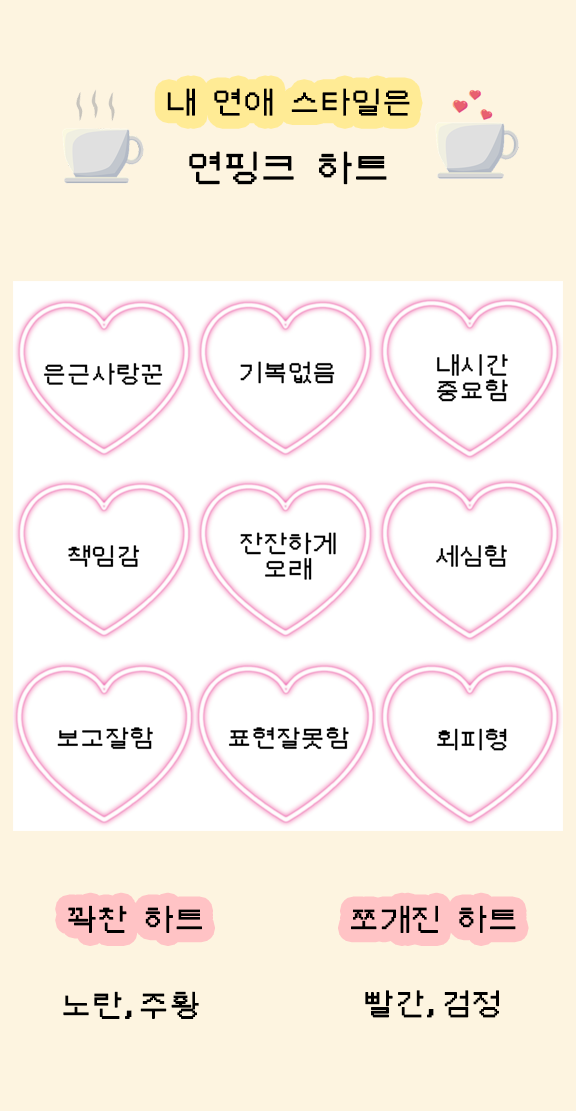 내 연애 스타일은
연핑크 하트
은근사랑꾼
기복없음
내시간
중요함
책임감
잔잔하게
오래
세심함
보고잘함
표현잘못함
회피형
꽉찬 하트
쪼개진 하트
노란,주황
빨간,검정